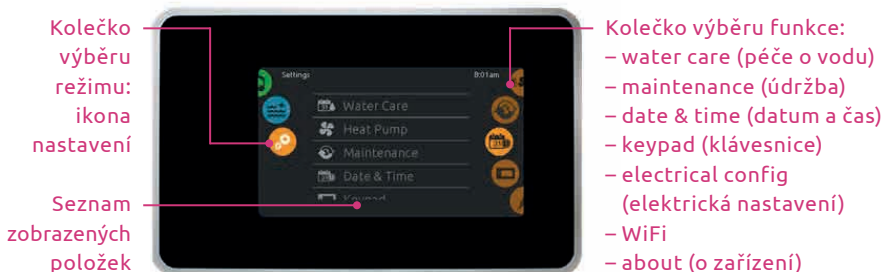 Kolečko
výběru
režimu:
ikona
nastavení
Seznam
zobrazených
položek
Settings
8:01am
Water Care
Heat Pump
Maintenance
Date & Time
Keypad
Kolečko výběru funkce:
– water care (péče o vodu)
– maintenance (údržba)
– date & time (datum a čas)
– keypad (klávesnice)
– electrical config
(elektrická nastavení)
– WiFi
– about (o zařízení)